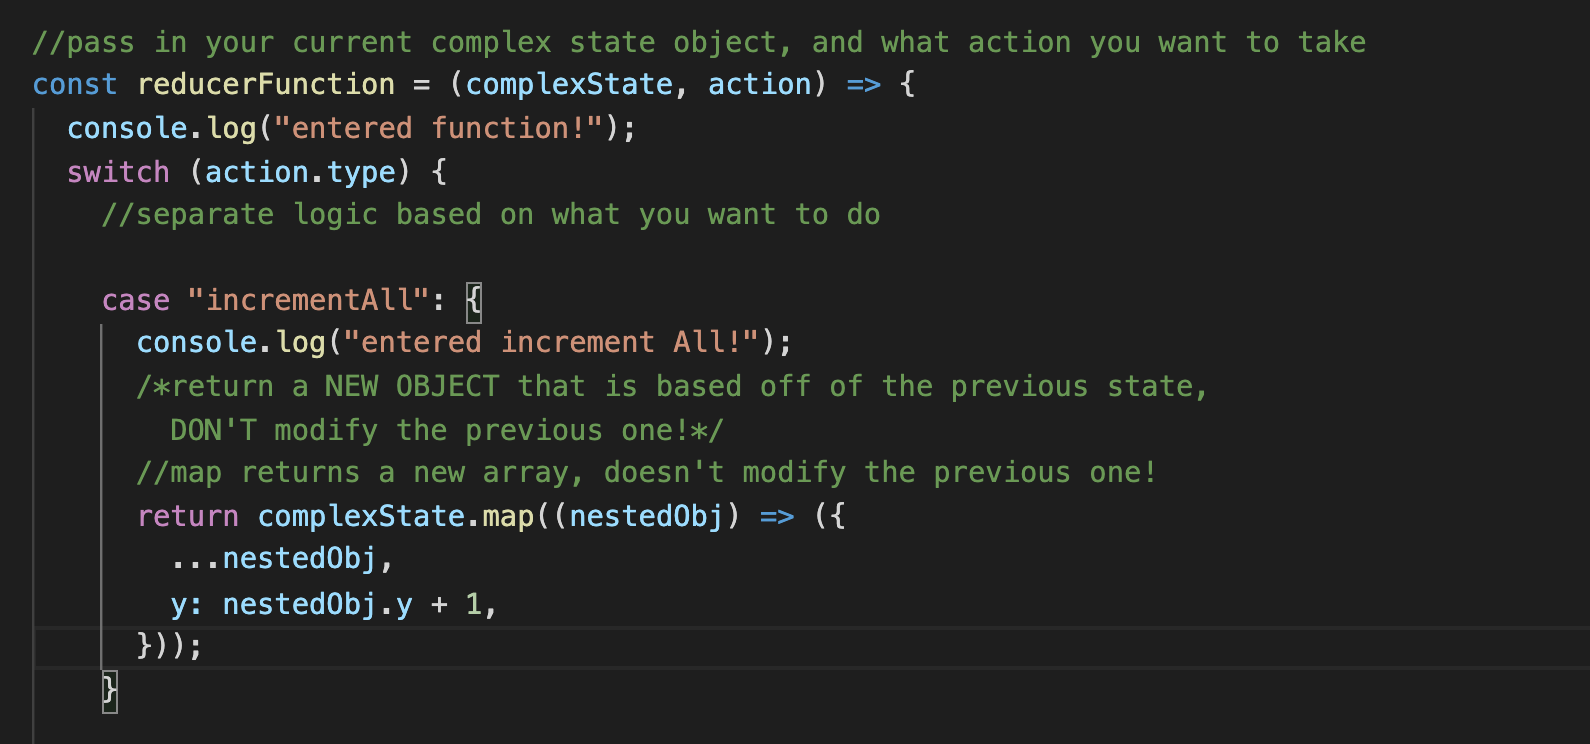 //pass in your current complex state object, and what action you want to take
const reducerFunction = (complexState, action) => {
console.log("entered function!");
switch (action.type) {
//separate logic based on what you want to do
case "incrementAll": {
console.log("entered increment All!");
/*return a NEW OBJECT that is based off of the previous state,
DON'T modify the previous one!*/
//map returns a new array, doesn't modify the previous one!
return complexState.map((nestedObj) => ({
...nestedObj,
y: nestedObj.y + 1,
}));
}